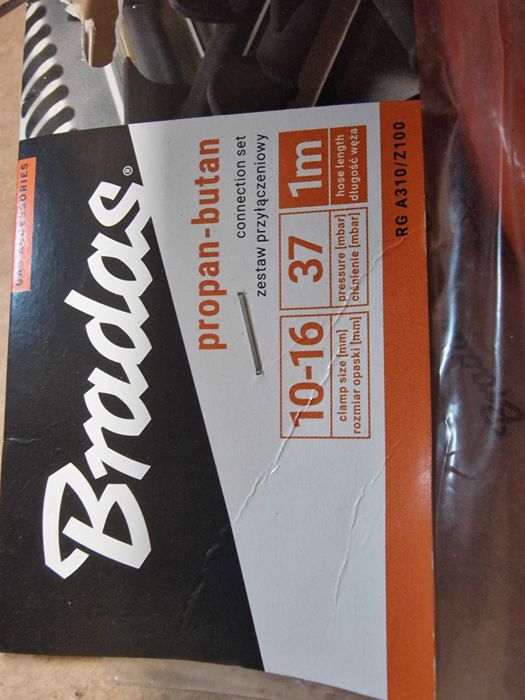 GAS ACCESSORIES
Bradas®
propan-butan
connection set
zestaw przyłączeniowy
10-16
clamp size [mm]
rozmiar opaski [mm]
37
pressure [mbar]
ciśnienie [mbar]
1m
hose length
długość węża
RG A310/Z100
Bradas